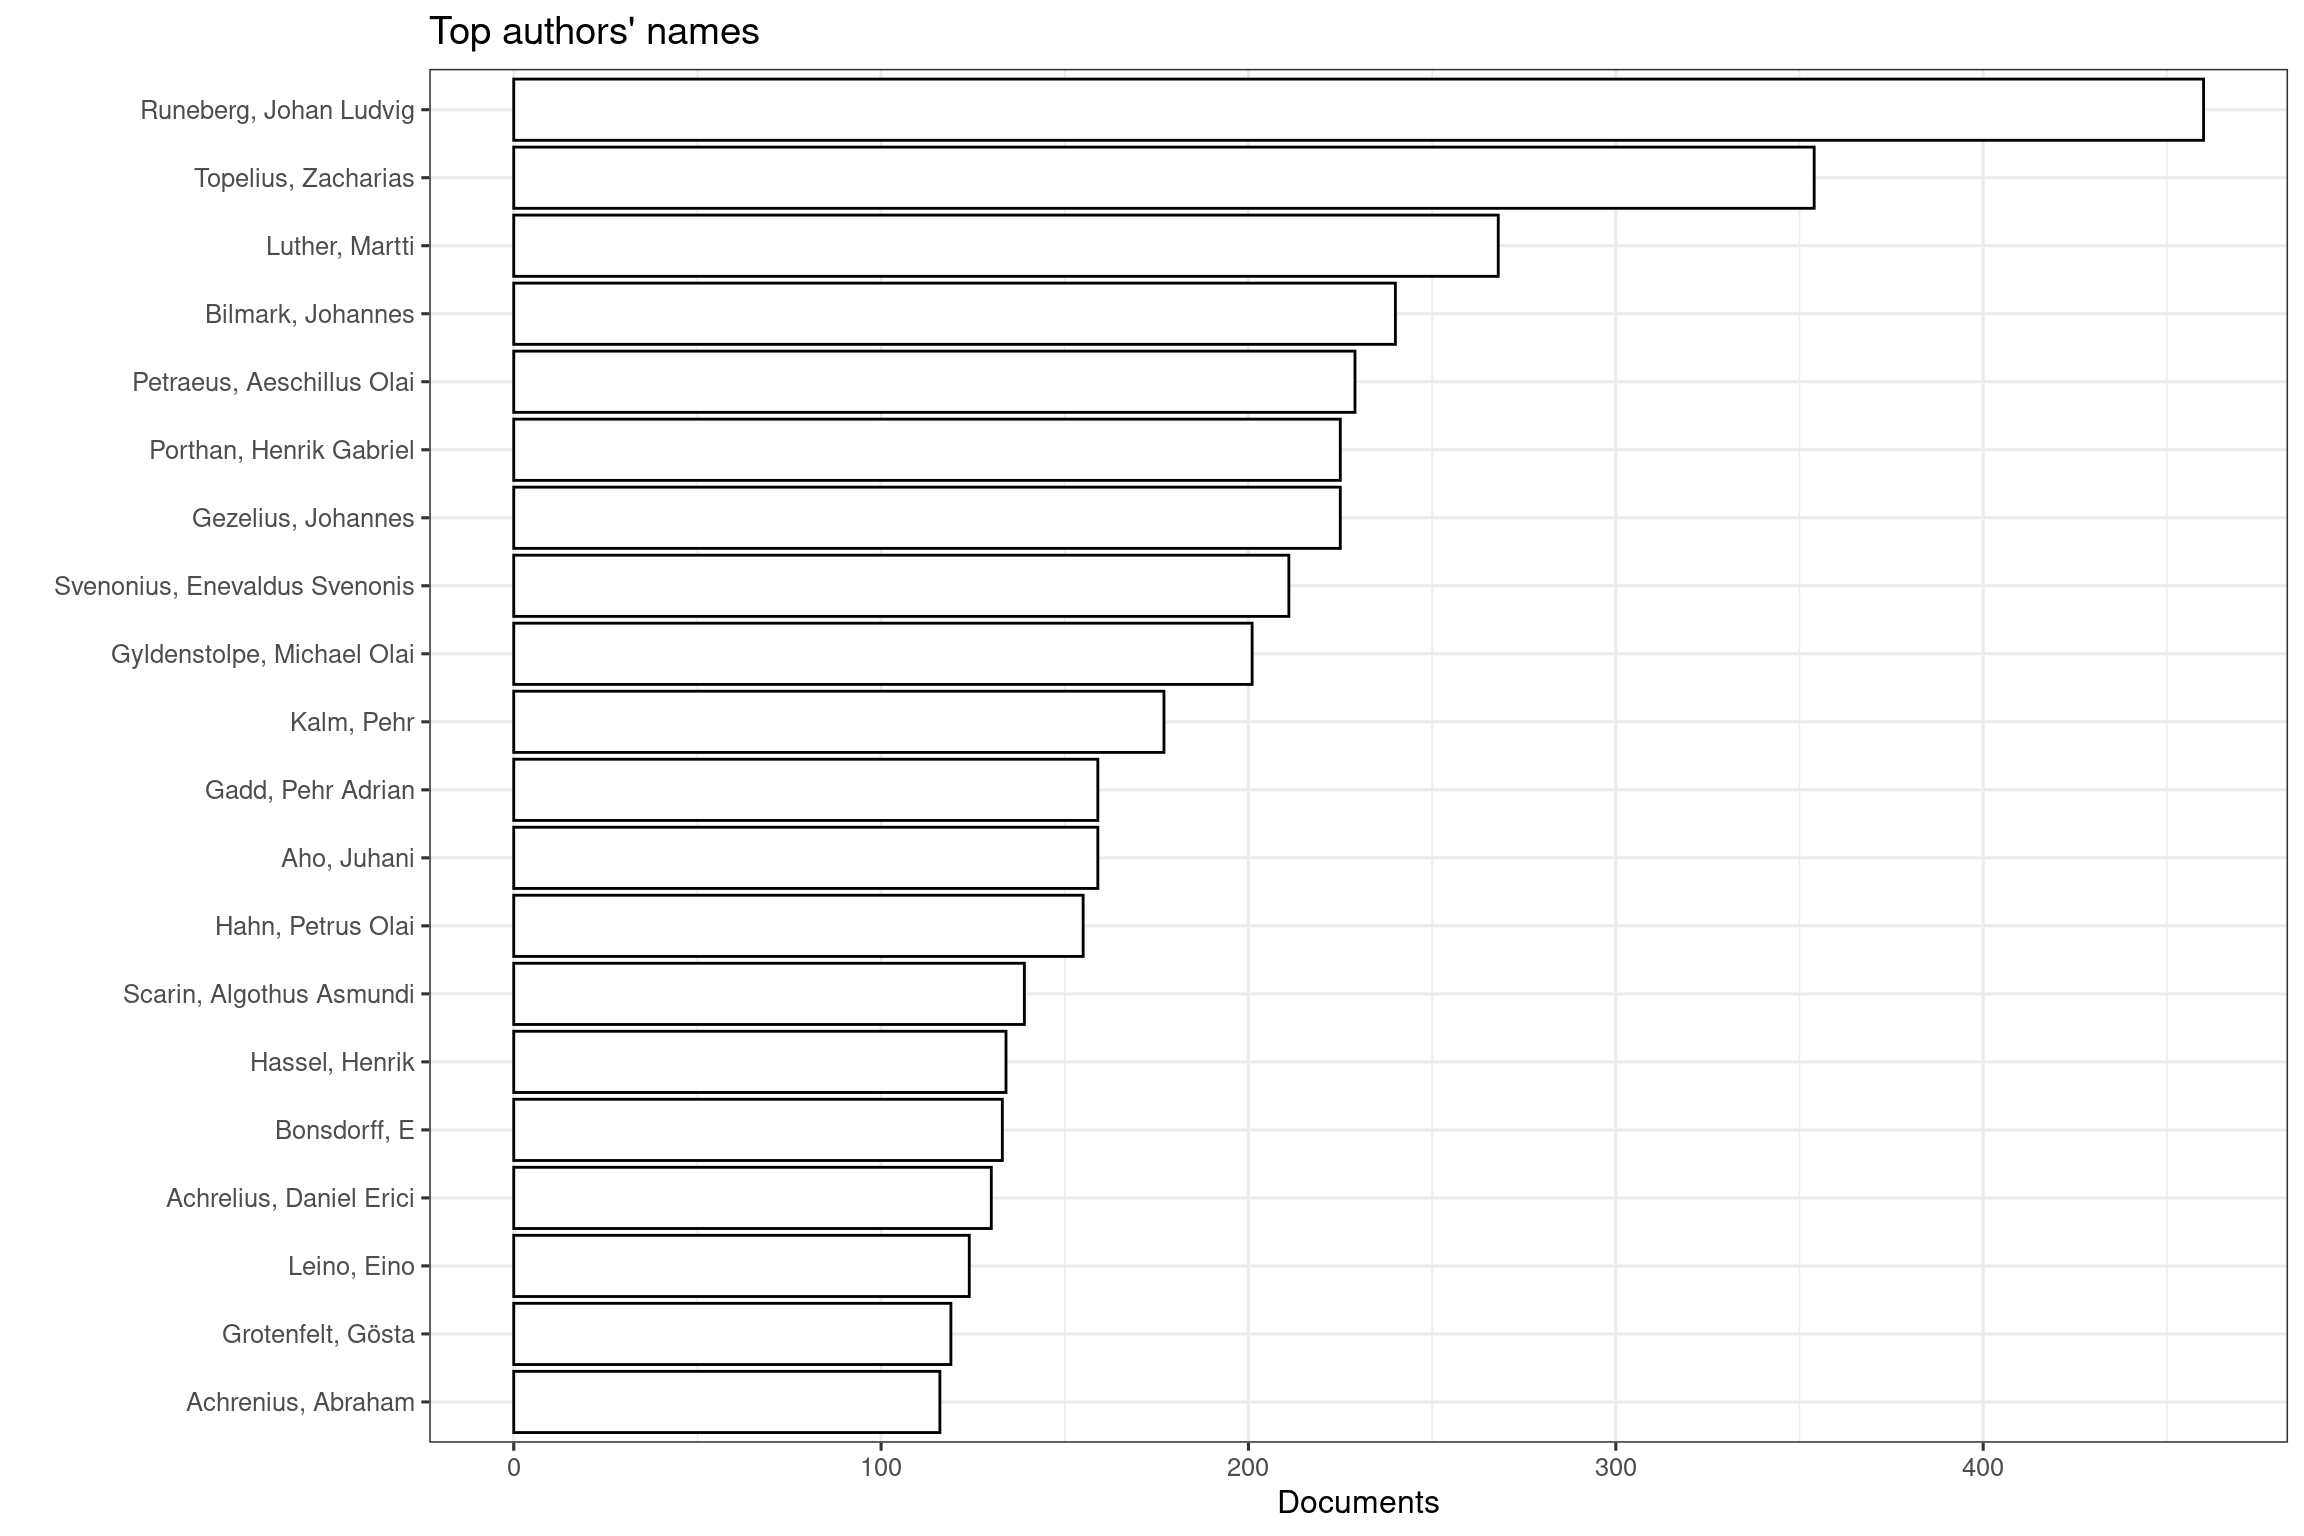 Top authors' names
Runeberg, Johan Ludvig
Topelius, Zacharias
Luther, Martti
Bilmark, Johannes
Petraeus, Aeschillus Olai
Porthan, Henrik Gabriel
Gezelius, Johannes
Svenonius, Enevaldus Svenonis
Gyldenstolpe, Michael Olai
Kalm, Pehr
Gadd, Pehr Adrian
Aho, Juhani
Hahn, Petrus Olai
Scarin, Algothus Asmundi
Hassel, Henrik
Bonsdorff, E
Achrelius, Daniel Erici
Leino, Eino
Grotenfelt, Gösta
Achrenius, Abraham
0 100 200 300 400
Documents